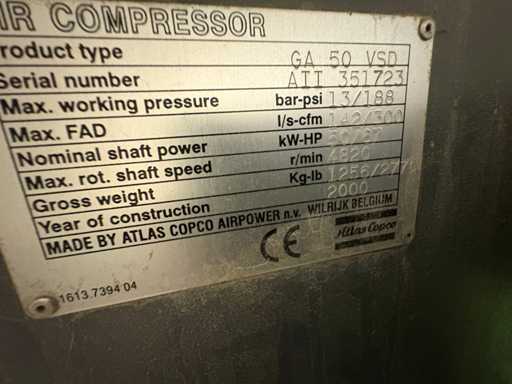 IR COMPRESSOR
roduct type GA 50 VSD
Serial number AII 351723
Max. working pressure bar-psi 13/188
Max. FAD l/s-cfm 142/300
Nominal shaft power kW-HP
Max. rot. shaft speed r/min 4820
Gross weight Kg-lb
Year of construction 2000
MADE BY ATLAS COPCO AIRPOWER n.v. WILRIJK BELGIUM
CE Atlas Copco
1613 7394 04